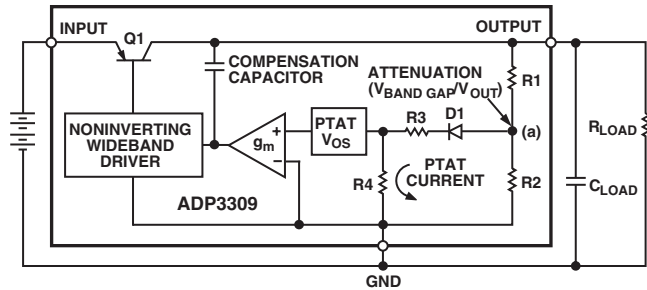 INPUT
Q1
OUTPUT
COMPENSATION
CAPACITOR
ATTENUATION
(VBAND GAP/VOUT)
R1
NONINVERTING
WIDEBAND
DRIVER
gm
+
–
PTAT
VOS
R3
D1
(a)
RLOAD
R4
PTAT
CURRENT
R2
CLOAD
ADP3309
GND